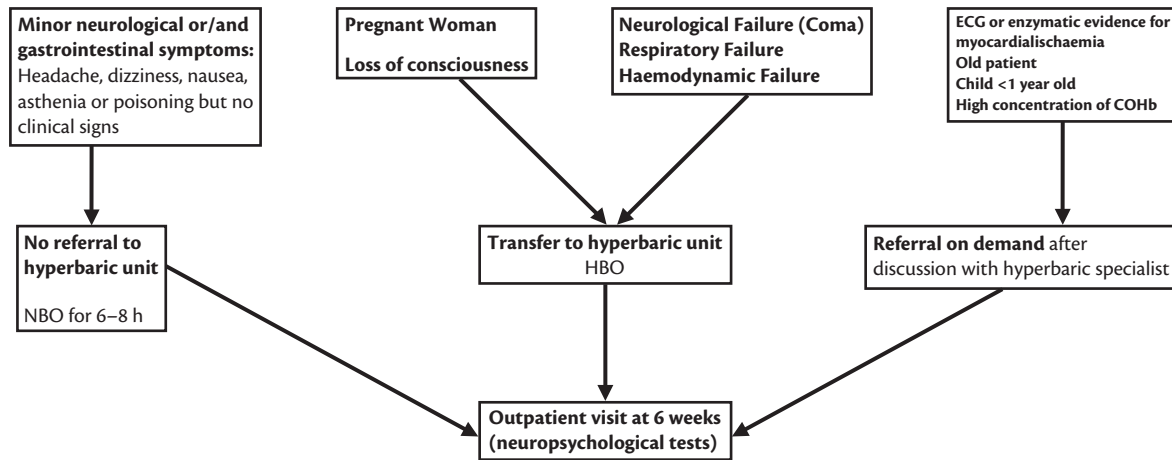 Minor neurological or/and
gastrointestinal symptoms:
Headache, dizziness, nausea,
asthenia or poisoning but no
clinical signs
Pregnant Woman
Loss of consciousness
Neurological Failure (Coma)
Respiratory Failure
Haemodynamic Failure
ECG or enzymatic evidence for
myocardialischaemia
Old patient
Child <1 year old
High concentration of COHb
No referral to
hyperbaric unit
NBO for 6–8 h
Transfer to hyperbaric unit
HBO
Referral on demand after
discussion with hyperbaric specialist
Outpatient visit at 6 weeks
(neuropsychological tests)